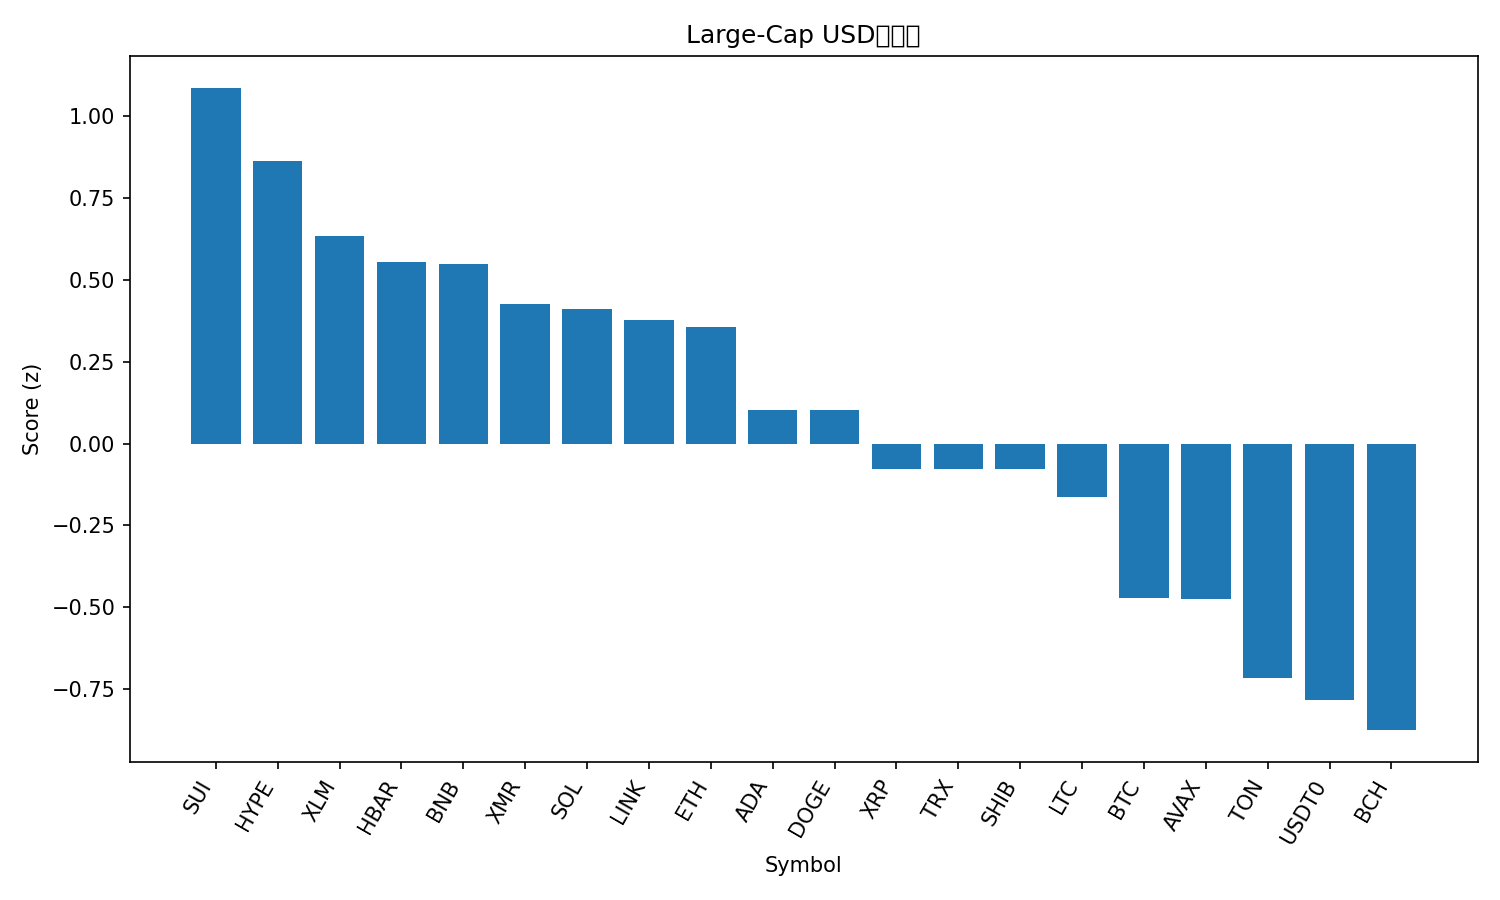 Large-Cap USD
1.00
0.75
0.50
0.25
0.00
−0.25
−0.50
−0.75
Score (z)
SUI
HYPE
XLM
HBAR
BNB
XMR
SOL
LINK
ETH
ADA
DOGE
XRP
TRX
SHIB
LTC
BTC
AVAX
TON
USDT0
BCH
Symbol